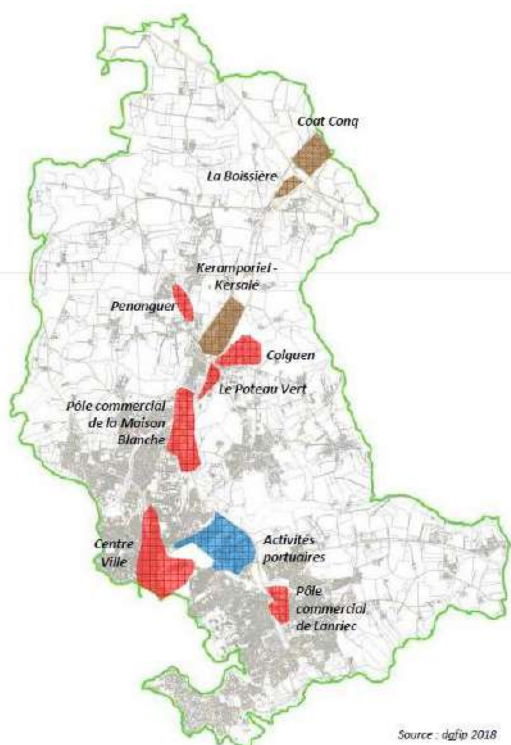 Coat Conq
La Boissière
Keramporiel -
Kersalé
Penanguer
Colguen
Le Poteau Vert
Pôle commercial
de la Maison
Blanche
Centre
Ville
Activités
portuaires
Pôle
commercial
de Lanriec
Source : dgfip 2018